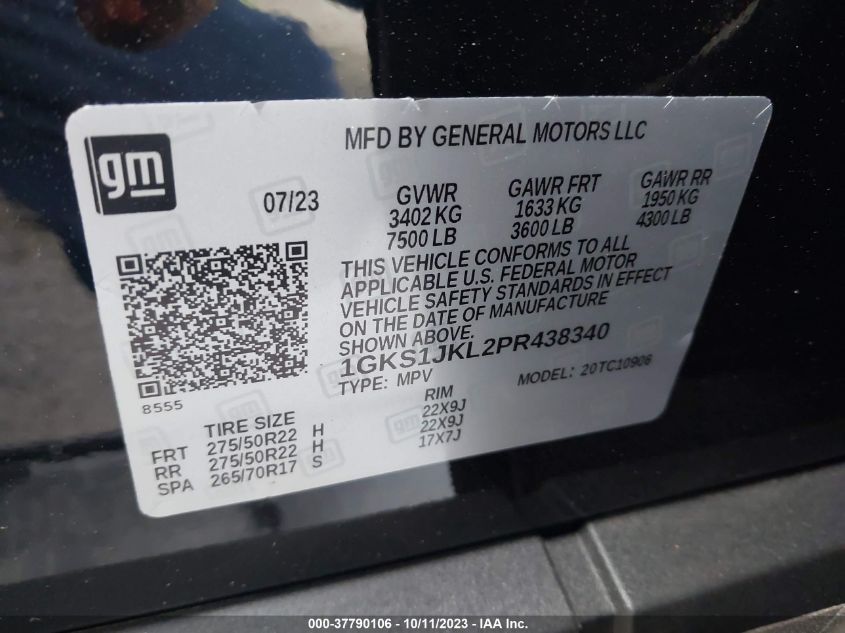 gm
MFD BY GENERAL MOTORS LLC
07/23
GVWR
3402 KG
7500 LB
GAWR FRT
1633 KG
3600 LB
GAWR RR
1950 KG
4300 LB
THIS VEHICLE CONFORMS TO ALL
APPLICABLE U.S. FEDERAL MOTOR
VEHICLE SAFETY STANDARDS IN EFFECT
ON THE DATE OF MANUFACTURE
SHOWN ABOVE.
1GKS1JKL2PR438340
TYPE: MPV
MODEL: 20TC10906
8555
TIRE SIZE
RIM
FRT 275/50R22 H 22X9J
RR 275/50R22 H 22X9J
SPA 265/70R17 S 17X7J
000-37790106 - 10/11/2023 - IAA Inc.